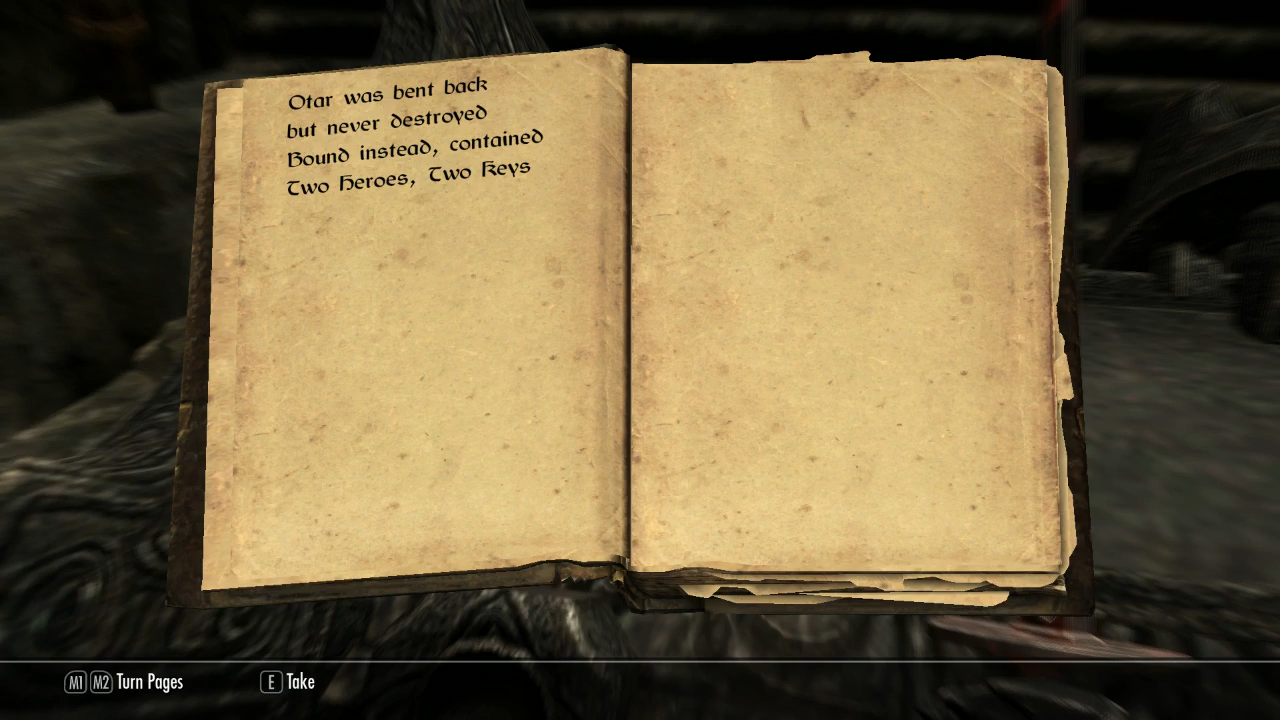 Otar was bent back
but never destroyed
Bound instead, contained
Two Heroes, Two Keys
M1 M2 Turn Pages
E Take